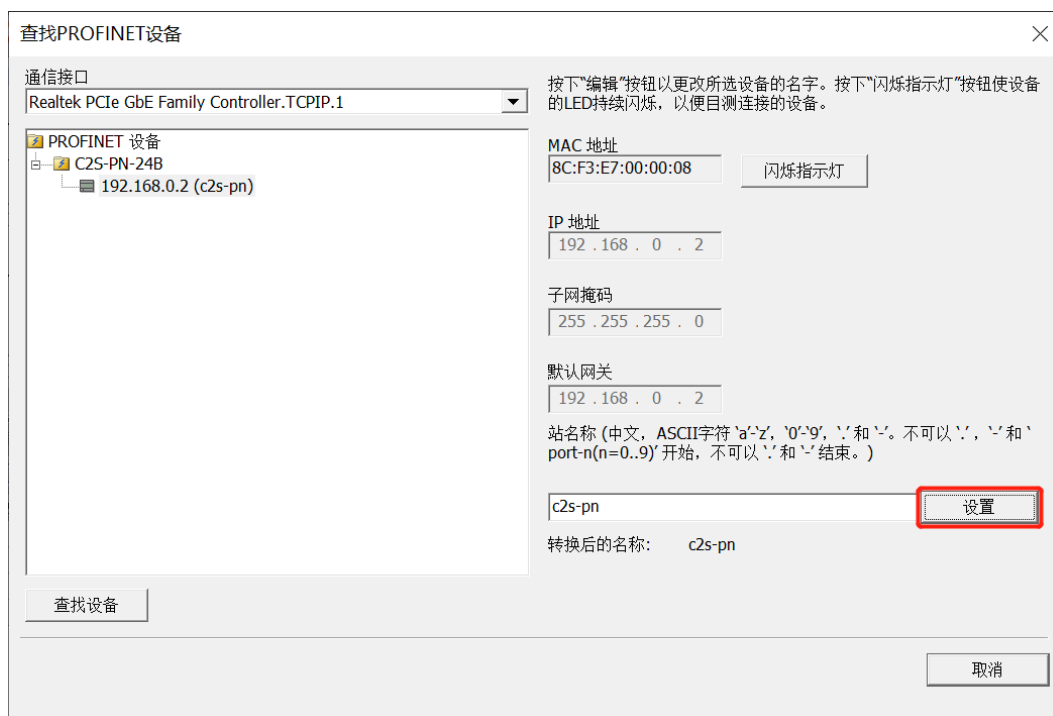 查找PROFINET设备
通信接口
Realtek PCIe GbE Family Controller.TCPIP.1
PROFINET 设备
C2S-PN-24B
192.168.0.2 (c2s-pn)
查找设备
按下“编辑”按钮以更改所选设备的名字。按下“闪烁指示灯”按钮使设备
的LED持续闪烁，以便目测连接的设备。
MAC 地址
8C:F3:E7:00:00:08
闪烁指示灯
IP 地址
192 . 168 . 0 . 2
子网掩码
255 . 255 . 255 . 0
默认网关
192 . 168 . 0 . 2
站名称 (中文，ASCII字符 `a’-`z’，`0’-`9’，`.’ 和 `-’。不可以 `.’，`-’ 和 `
port-n(n=0..9)’ 开始，不可以 `.’ 和 `-’ 结束。)
c2s-pn
设置
转换后的名称: c2s-pn
取消